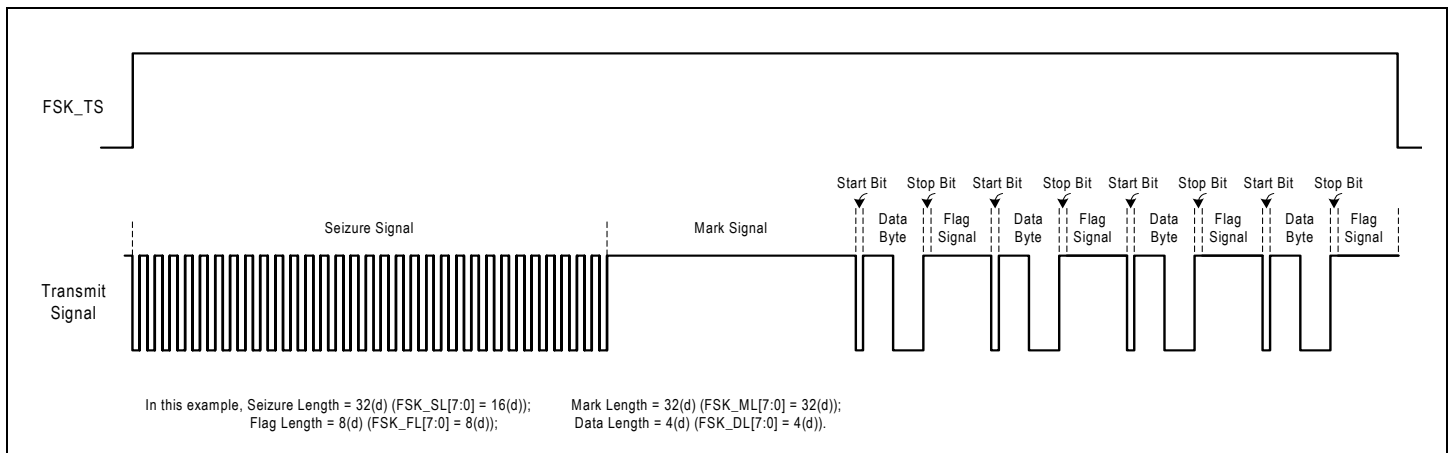 FSK_TS
Start Bit Stop Bit Start Bit Stop Bit Start Bit Stop Bit Start Bit Stop Bit
Seizure Signal
Mark Signal
Data Byte
Flag Signal
Data Byte
Flag Signal
Data Byte
Flag Signal
Data Byte
Flag Signal
Transmit
Signal
In this example, Seizure Length = 32(d) (FSK_SL[7:0] = 16(d)); Mark Length = 32(d) (FSK_ML[7:0] = 32(d));
Flag Length = 8(d) (FSK_FL[7:0] = 8(d)); Data Length = 4(d) (FSK_DL[7:0] = 4(d)).